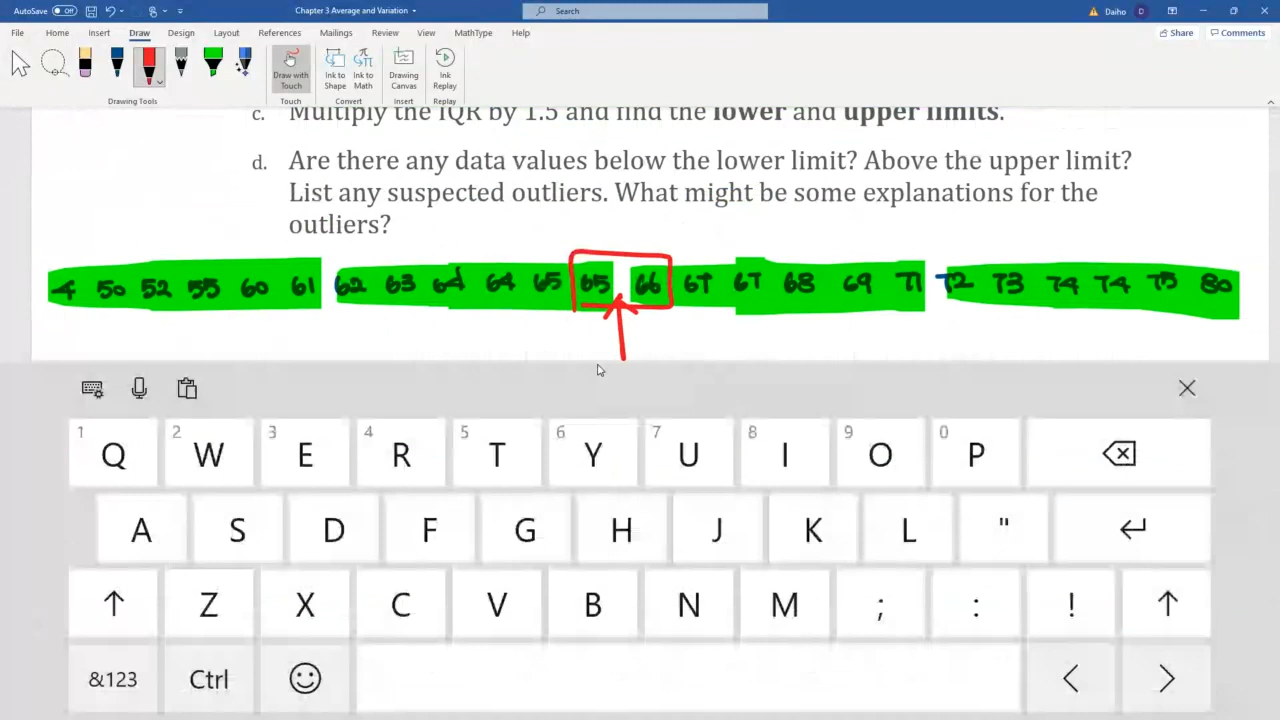 AutoSave Off Chapter 3 Average and Variation Search Daiho D
File Home Insert Draw Design Layout References Mailings Review View MathType Help Share Comments
Draw with Touch Ink to Shape Ink to Math Drawing Canvas Ink Replay
Drawing Tools Touch Convert Insert Replay
c. Multiply the IQR by 1.5 and find the lower and upper limits.
d. Are there any data values below the lower limit? Above the upper limit?
List any suspected outliers. What might be some explanations for the
outliers?
4 50 52 55 60 61 62 63 64 64 65 65 66 67 67 68 69 71 72 73 74 74 75 80
1 2 3 4 5 6 7 8 9 0
Q W E R T Y U I O P
A S D F G H J K L "
Z X C V B N M ; : !
&123 Ctrl